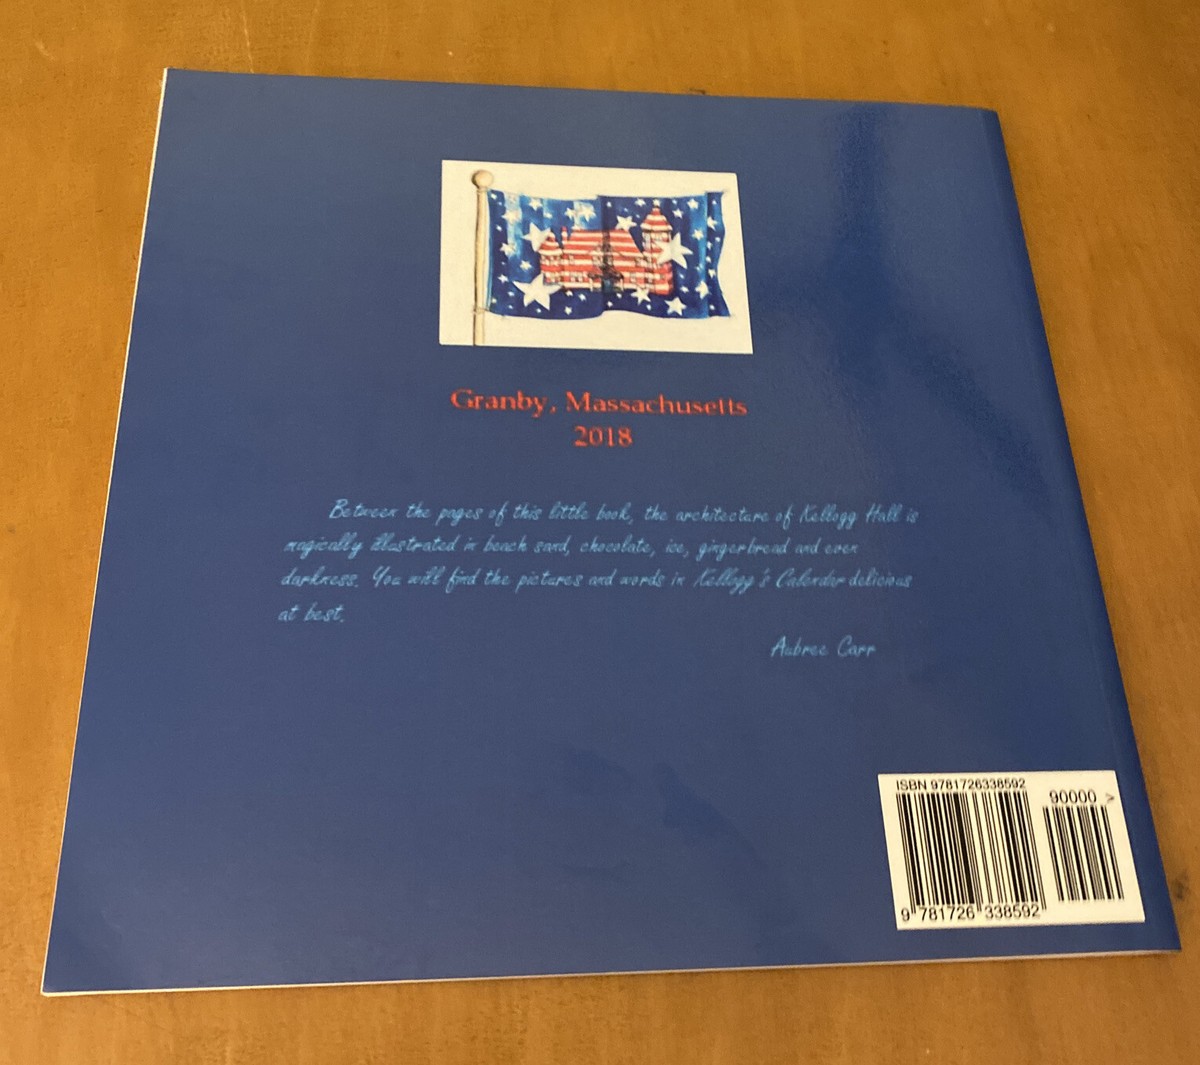 Granby, Massachusetts
2018
Between the pages of this little book, the architecture of Kellogg Hall is
magically illustrated in beach sand, chocolate, ice, gingerbread and even
darkness. You will find the pictures and words in Kellogg's Calendar delicious
at best.
Aubree Carr
ISBN 9781726338592
90000 >
9 781726 338592